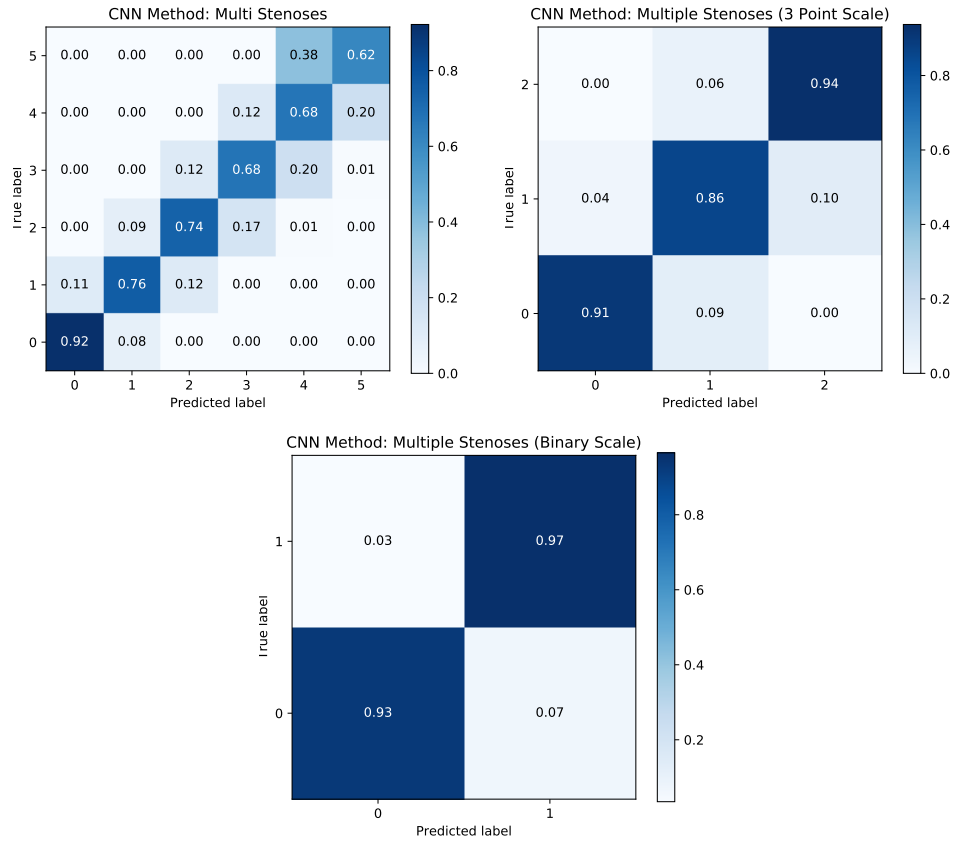 CNN Method: Multi Stenoses
5 0.00 0.00 0.00 0.00 0.38 0.62
4 0.00 0.00 0.00 0.12 0.68 0.20
3 0.00 0.00 0.12 0.68 0.20 0.01
2 0.00 0.09 0.74 0.17 0.01 0.00
1 0.11 0.76 0.12 0.00 0.00 0.00
0 0.92 0.08 0.00 0.00 0.00 0.00
0 1 2 3 4 5
Predicted label
True label
0.8
0.6
0.4
0.2
0.0
CNN Method: Multiple Stenoses (3 Point Scale)
2 0.00 0.06 0.94
1 0.04 0.86 0.10
0 0.91 0.09 0.00
0 1 2
Predicted label
True label
0.8
0.6
0.4
0.2
0.0
CNN Method: Multiple Stenoses (Binary Scale)
1 0.03 0.97
0 0.93 0.07
0 1
Predicted label
True label
0.8
0.6
0.4
0.2